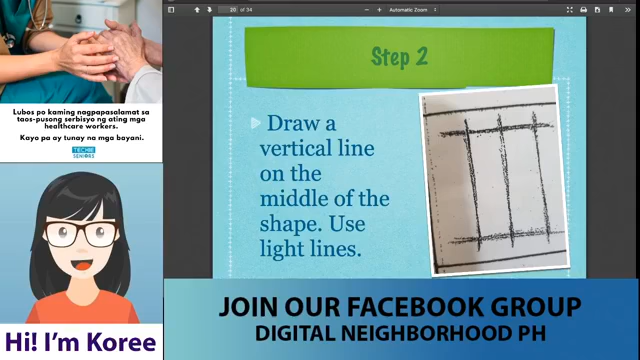 20 of 34
Automatic Zoom
Step 2
Draw a
vertical line
on the
middle of the
shape. Use
light lines.
Lubos po kaming nagpapasalamat sa
taos-pusong serbisyo ng ating mga
healthcare workers.
Kayo pa ay tunay na mga bayani.
TECHIE
SENIORS
Hi! I'm Koree
JOIN OUR FACEBOOK GROUP
DIGITAL NEIGHBORHOOD PH